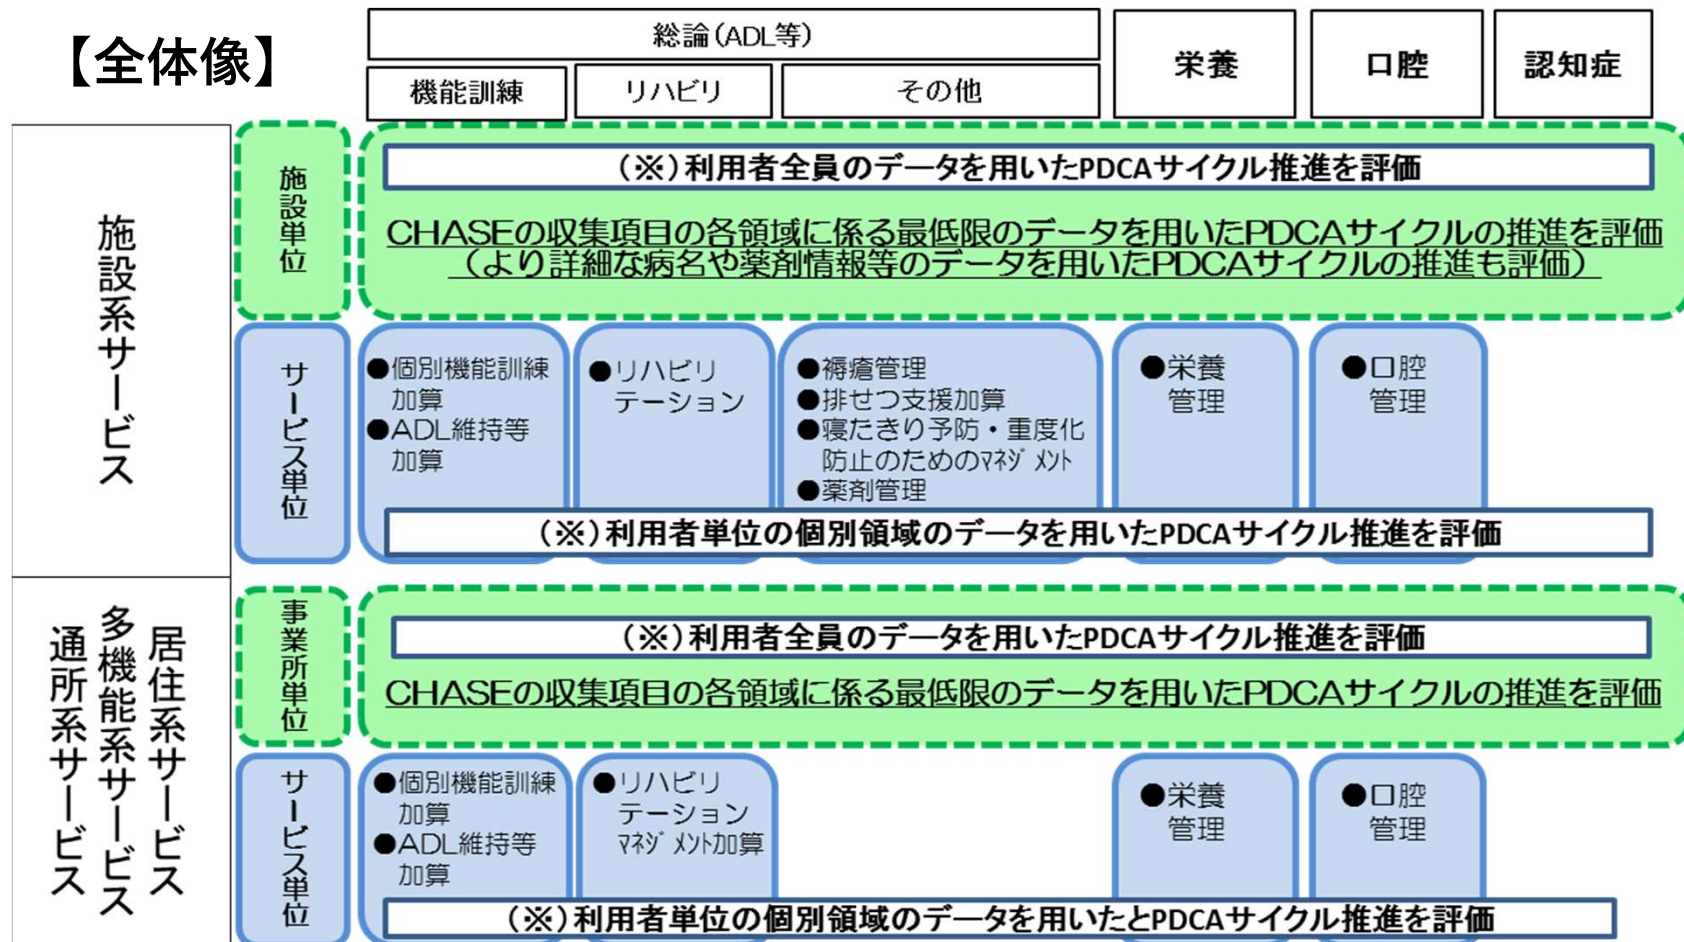 【全体像】
総論(ADL等)
機能訓練
リハビリ
その他
栄養
口腔
認知症
施設系サービス
施設単位
(※)利用者全員のデータを用いたPDCAサイクル推進を評価
CHASEの収集項目の各領域に係る最低限のデータを用いたPDCAサイクルの推進を評価
(より詳細な病名や薬剤情報等のデータを用いたPDCAサイクルの推進も評価)
サービス単位
●個別機能訓練
加算
●ADL維持等
加算
●リハビリ
テーション
●褥瘡管理
●排せつ支援加算
●寝たきり予防・重度化
防止のためのﾏﾈｼﾞﾒﾝﾄ
●薬剤管理
●栄養
管理
●口腔
管理
(※)利用者単位の個別領域のデータを用いたPDCAサイクル推進を評価
居住系サービス
多機能系サービス
通所系サービス
事業所単位
(※)利用者全員のデータを用いたPDCAサイクル推進を評価
CHASEの収集項目の各領域に係る最低限のデータを用いたPDCAサイクルの推進を評価
サービス単位
●個別機能訓練
加算
●ADL維持等
加算
●リハビリ
テーション
ﾏﾈｼﾞﾒﾝﾄ加算
●栄養
管理
●口腔
管理
(※)利用者単位の個別領域のデータを用いたとPDCAサイクル推進を評価